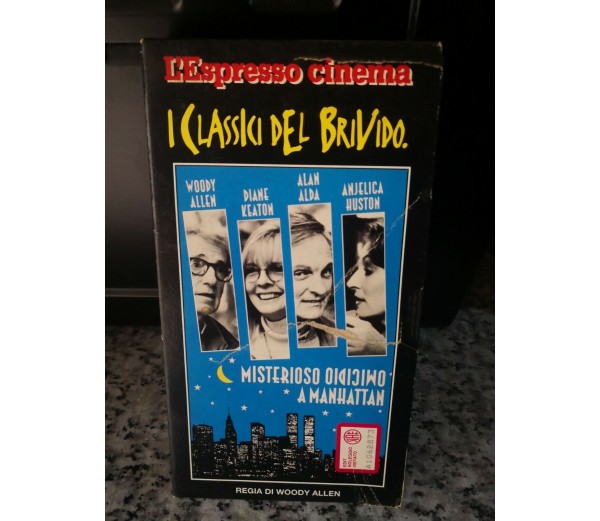 L'Espresso cinema
I CLASSICI DEL BRIVIDO.
WOODY ALLEN
DIANE KEATON
ALAN ALDA
ANJELICA HUSTON
MISTERIOSO OMICIDIO
A MANHATTAN
A1062873
REGIA DI WOODY ALLEN